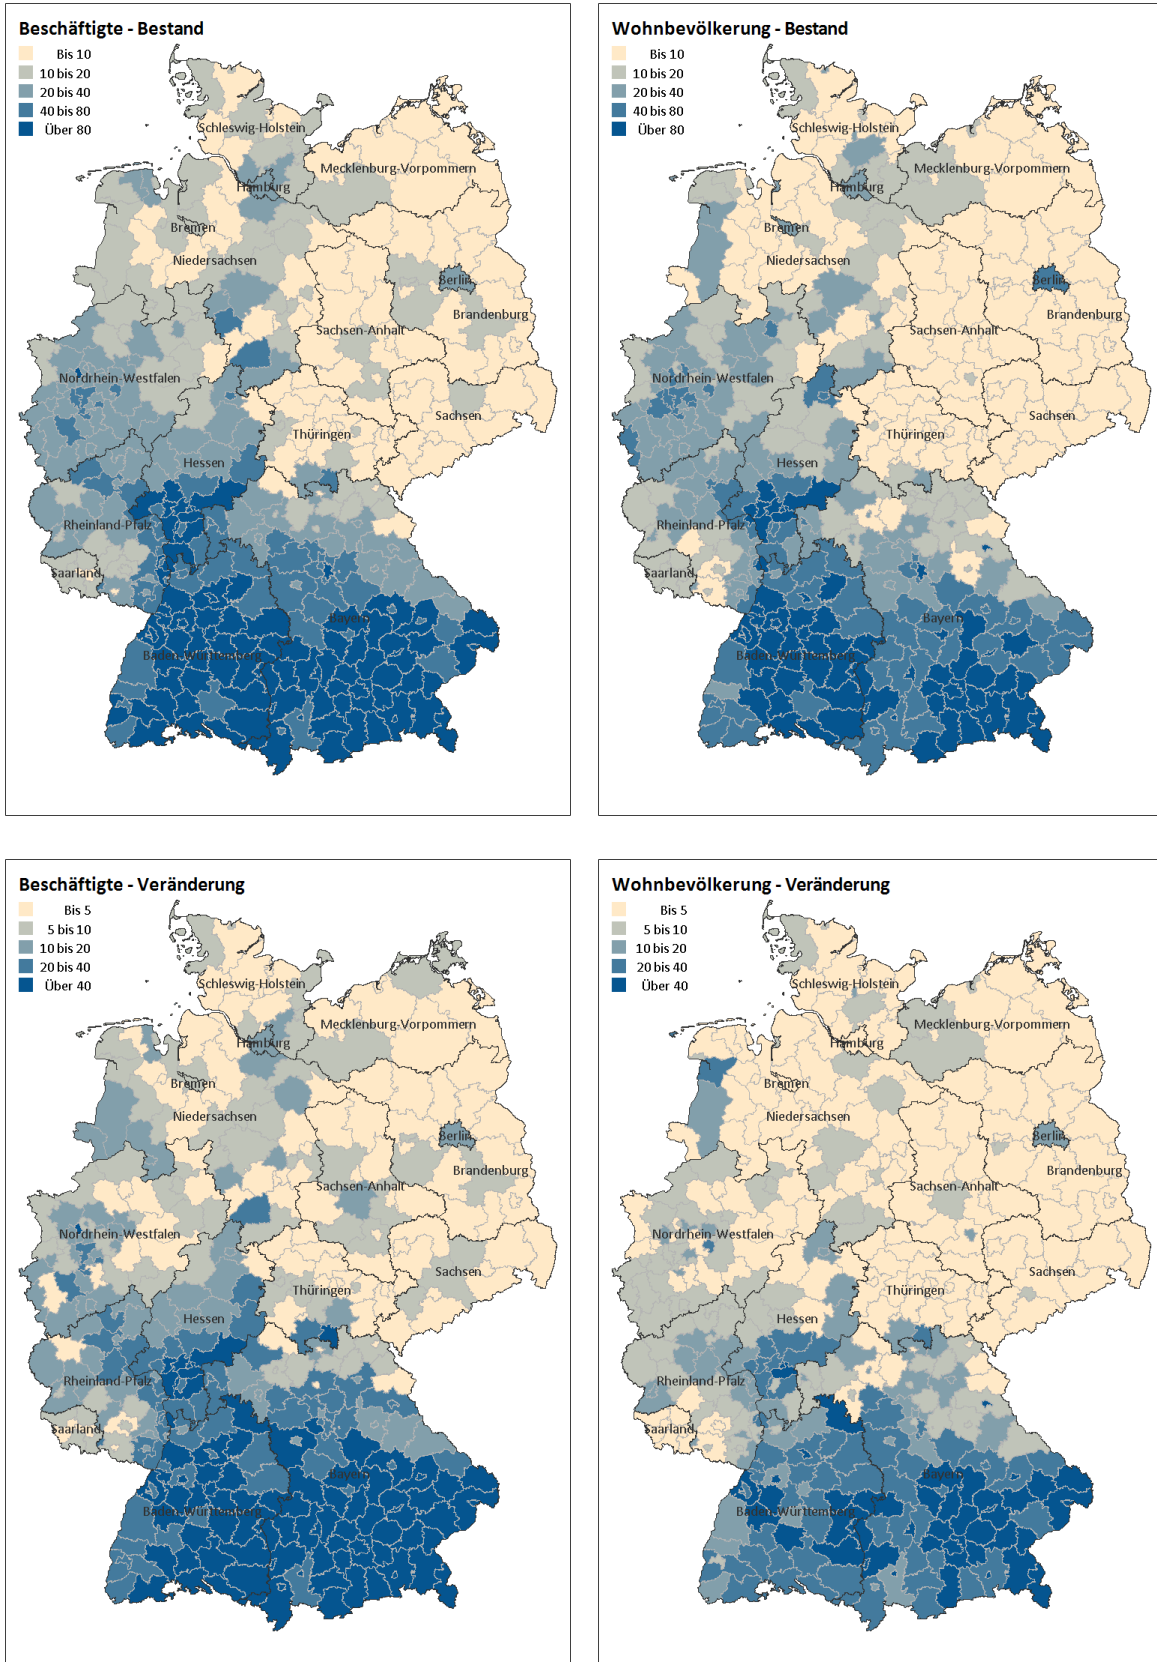 Beschäftigte - Bestand
Bis 10
10 bis 20
20 bis 40
40 bis 80
Über 80
Schleswig-Holstein
Mecklenburg-Vorpommern
Hamburg
Bremen
Niedersachsen
Berlin
Brandenburg
Sachsen-Anhalt
Nordrhein-Westfalen
Sachsen
Thüringen
Hessen
Rheinland-Pfalz
Saarland
Bayern
Baden-Württemberg
Wohnbevölkerung - Bestand
Bis 10
10 bis 20
20 bis 40
40 bis 80
Über 80
Schleswig-Holstein
Mecklenburg-Vorpommern
Hamburg
Bremen
Niedersachsen
Berlin
Brandenburg
Sachsen-Anhalt
Nordrhein-Westfalen
Sachsen
Thüringen
Hessen
Rheinland-Pfalz
Saarland
Bayern
Baden-Württemberg
Beschäftigte - Veränderung
Bis 5
5 bis 10
10 bis 20
20 bis 40
Über 40
Schleswig-Holstein
Mecklenburg-Vorpommern
Hamburg
Bremen
Niedersachsen
Berlin
Brandenburg
Sachsen-Anhalt
Nordrhein-Westfalen
Sachsen
Thüringen
Hessen
Rheinland-Pfalz
Saarland
Bayern
Baden-Württemberg
Wohnbevölkerung - Veränderung
Bis 5
5 bis 10
10 bis 20
20 bis 40
Über 40
Schleswig-Holstein
Mecklenburg-Vorpommern
Hamburg
Bremen
Niedersachsen
Berlin
Brandenburg
Sachsen-Anhalt
Nordrhein-Westfalen
Sachsen
Thüringen
Hessen
Rheinland-Pfalz
Saarland
Bayern
Baden-Württemberg